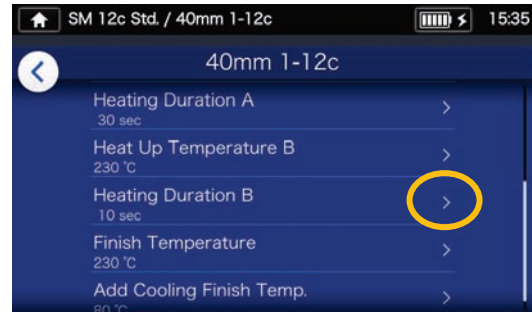 SM 12c Std. / 40mm 1-12c
15:35
40mm 1-12c
Heating Duration A
30 sec
Heat Up Temperature B
230 ℃
Heating Duration B
10 sec
Finish Temperature
230 ℃
Add Cooling Finish Temp.
80 ℃